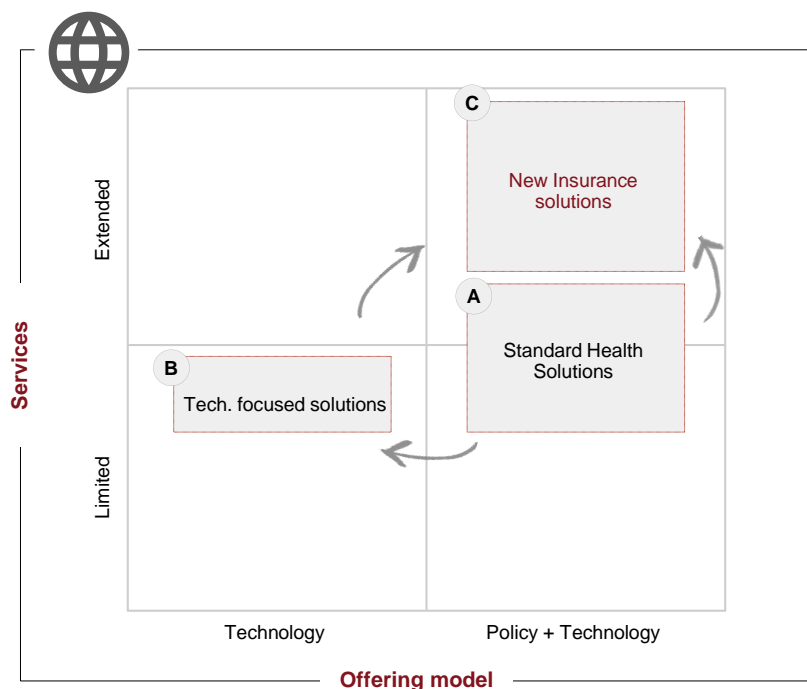 C
New Insurance
solutions
Extended
A
Standard Health
Solutions
Services
B
Tech. focused solutions
Limited
Technology
Policy + Technology
Offering model